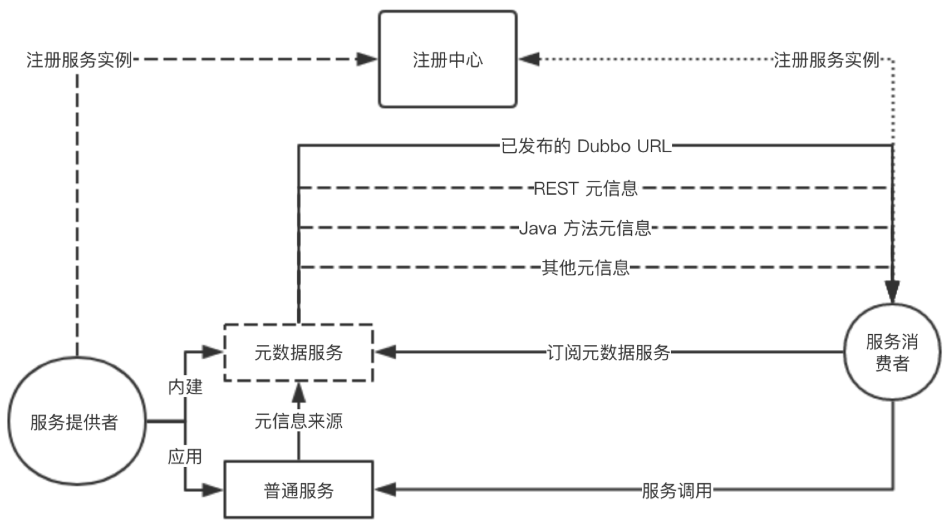 注册服务实例
注册中心
注册服务实例
已发布的 Dubbo URL
REST 元信息
Java 方法元信息
其他元信息
元数据服务
订阅元数据服务
服务消
费者
内建
服务提供者
元信息来源
应用
普通服务
服务调用